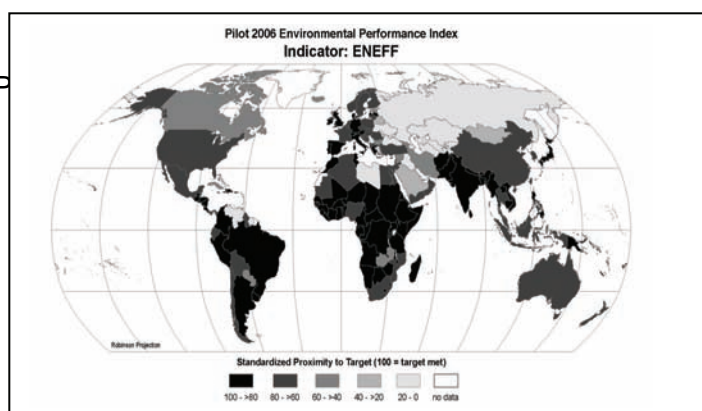 Pilot 2006 Environmental Performance Index
Indicator: ENEFF
P
Robinson Projection
Standardized Proximity to Target (100 = target met)
100 - >80 80 - >60 60 - >40 40 - >20 20 - 0 no data